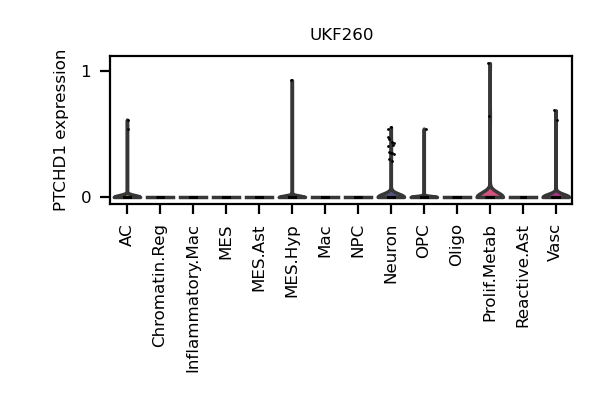 UKF260
PTCHD1 expression
1
0
AC
Chromatin.Reg
Inflammatory.Mac
MES
MES.Ast
MES.Hyp
Mac
NPC
Neuron
OPC
Oligo
Prolif.Metab
Reactive.Ast
Vasc